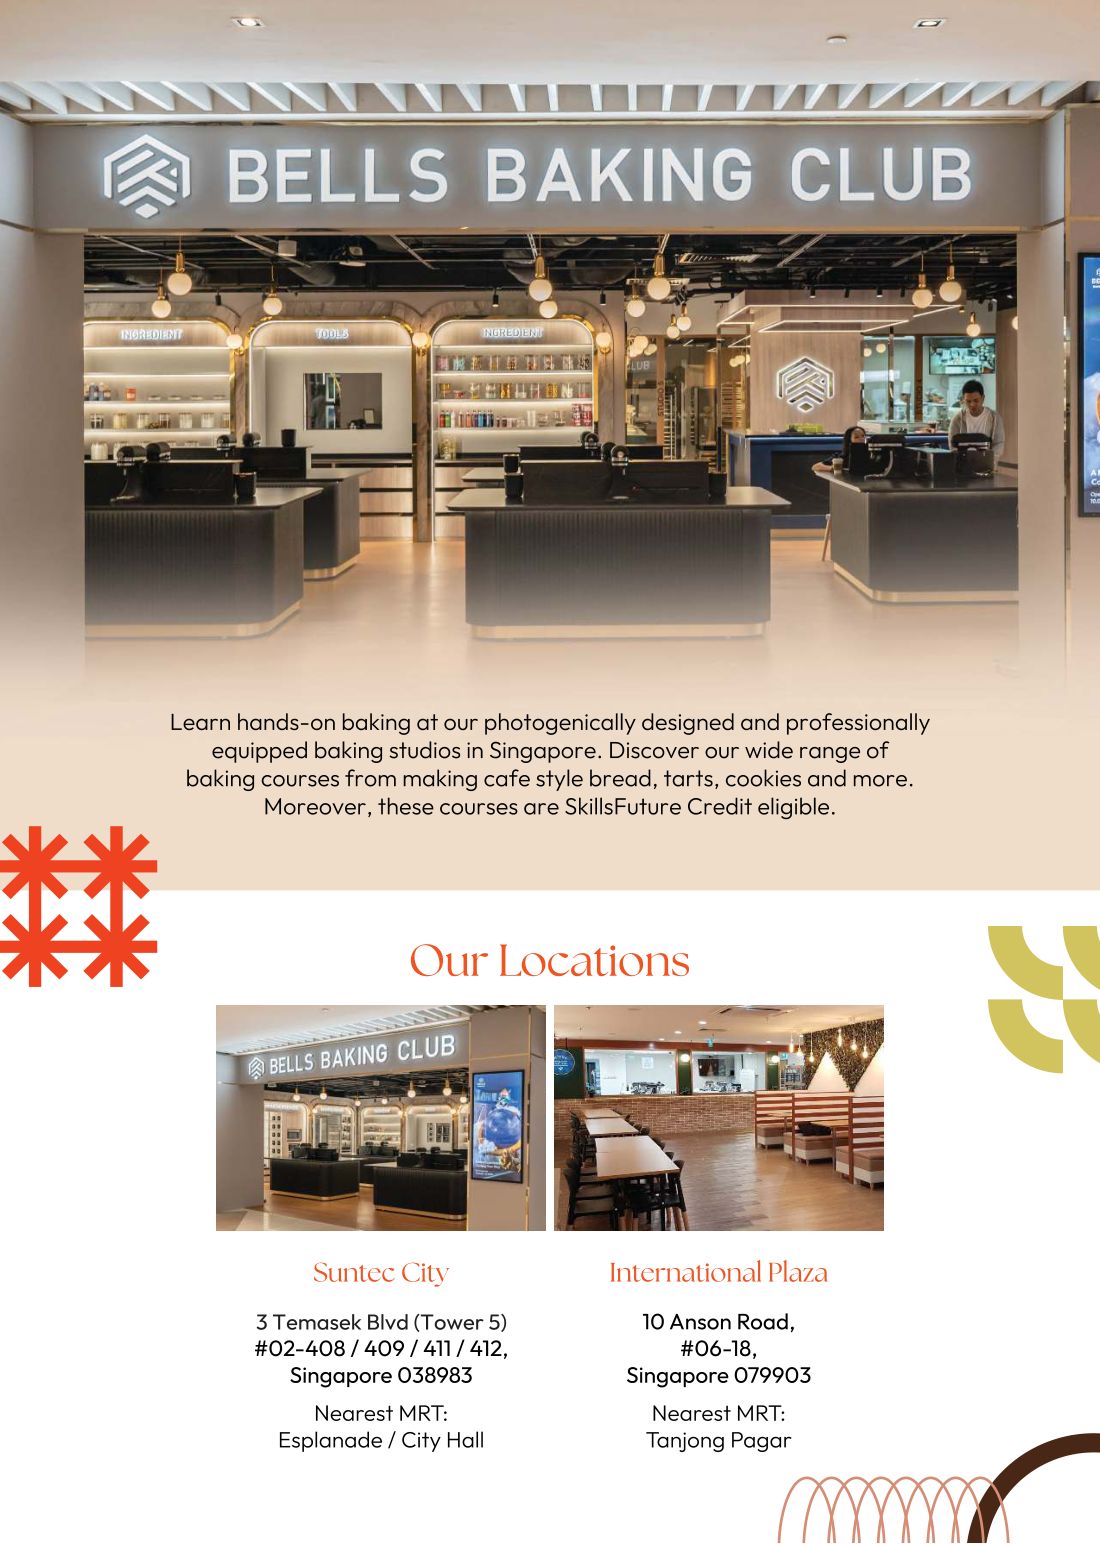 BELLS BAKING CLUB
INGREDIENT
TOOLS
INGREDIENT
Learn hands-on baking at our photogenically designed and professionally
equipped baking studios in Singapore. Discover our wide range of
baking courses from making cafe style bread, tarts, cookies and more.
Moreover, these courses are SkillsFuture Credit eligible.
Our Locations
BELLS BAKING CLUB
Suntec City
3 Temasek Blvd (Tower 5)
#02-408 / 409 / 411 / 412,
Singapore 038983
Nearest MRT:
Esplanade / City Hall
International Plaza
10 Anson Road,
#06-18,
Singapore 079903
Nearest MRT:
Tanjong Pagar